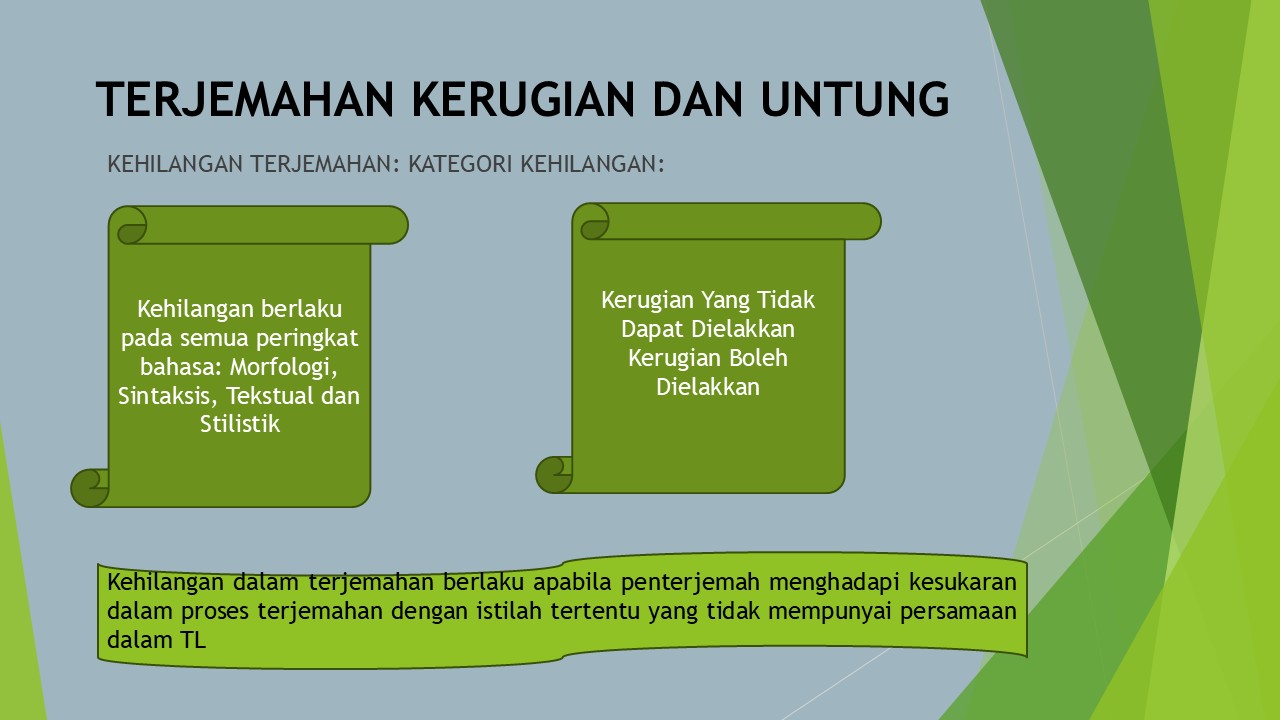 TERJEMAHAN KERUGIAN DAN UNTUNG
KEHILANGAN TERJEMAHAN: KATEGORI KEHILANGAN:
Kehilangan berlaku
pada semua peringkat
bahasa: Morfologi,
Sintaksis, Tekstual dan
Stilistik
Kerugian Yang Tidak
Dapat Dielakkan
Kerugian Boleh
Dielakkan
Kehilangan dalam terjemahan berlaku apabila penterjemah menghadapi kesukaran
dalam proses terjemahan dengan istilah tertentu yang tidak mempunyai persamaan
dalam TL